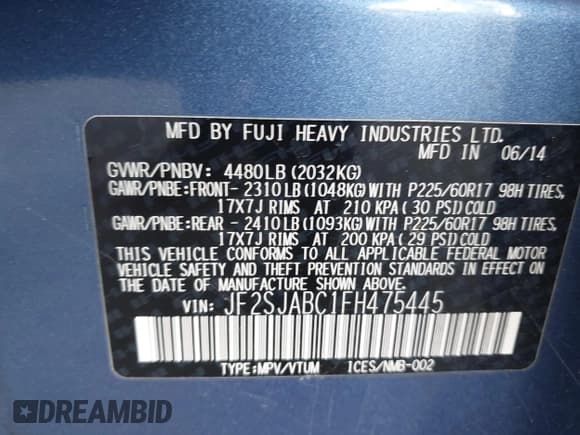 MFD BY FUJI HEAVY INDUSTRIES LTD.
MFD IN 06/14
GVWR/PNBV: 4480LB (2032KG)
GAWR/PNBE:FRONT- 2310LB (1048KG) WITH P225/60R17 98H TIRES,
17X7J RIMS AT 210 KPA ( 30 PSI) COLD
GAWR/PNBE:REAR - 2410LB (1093KG) WITH P225/60R17 98H TIRES,
17X7J RIMS AT 200 KPA ( 29 PSI) COLD
THIS VEHICLE CONFORMS TO ALL APPLICABLE FEDERAL MOTOR
VEHICLE SAFETY AND THEFT PREVENTION STANDARDS IN EFFECT
ON THE DATE OF MANUFACTURE SHOWN ABOVE.
VIN: JF2SJABC1FH475445
TYPE:MPV/VTUM ICES/NMB-002
DREAMBID